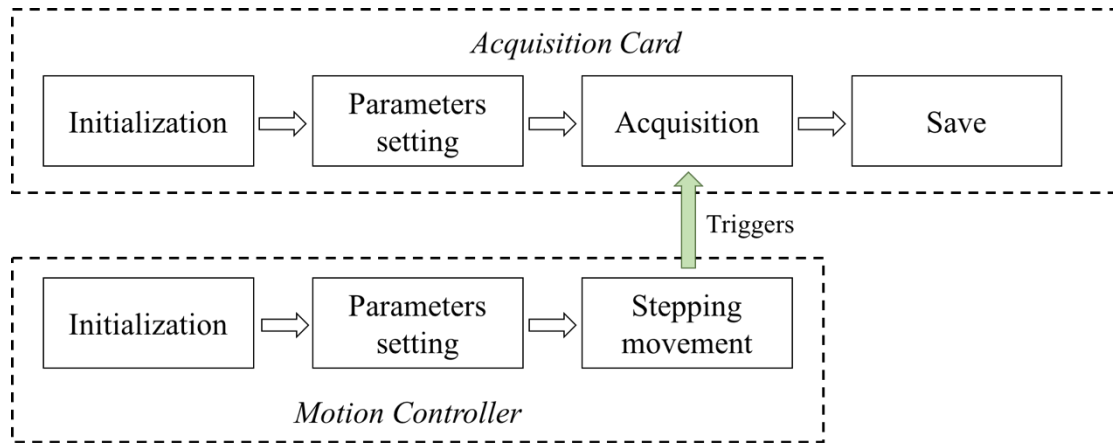 Acquisition Card
Initialization
Parameters
setting
Acquisition
Save
Triggers
Initialization
Parameters
setting
Stepping
movement
Motion Controller